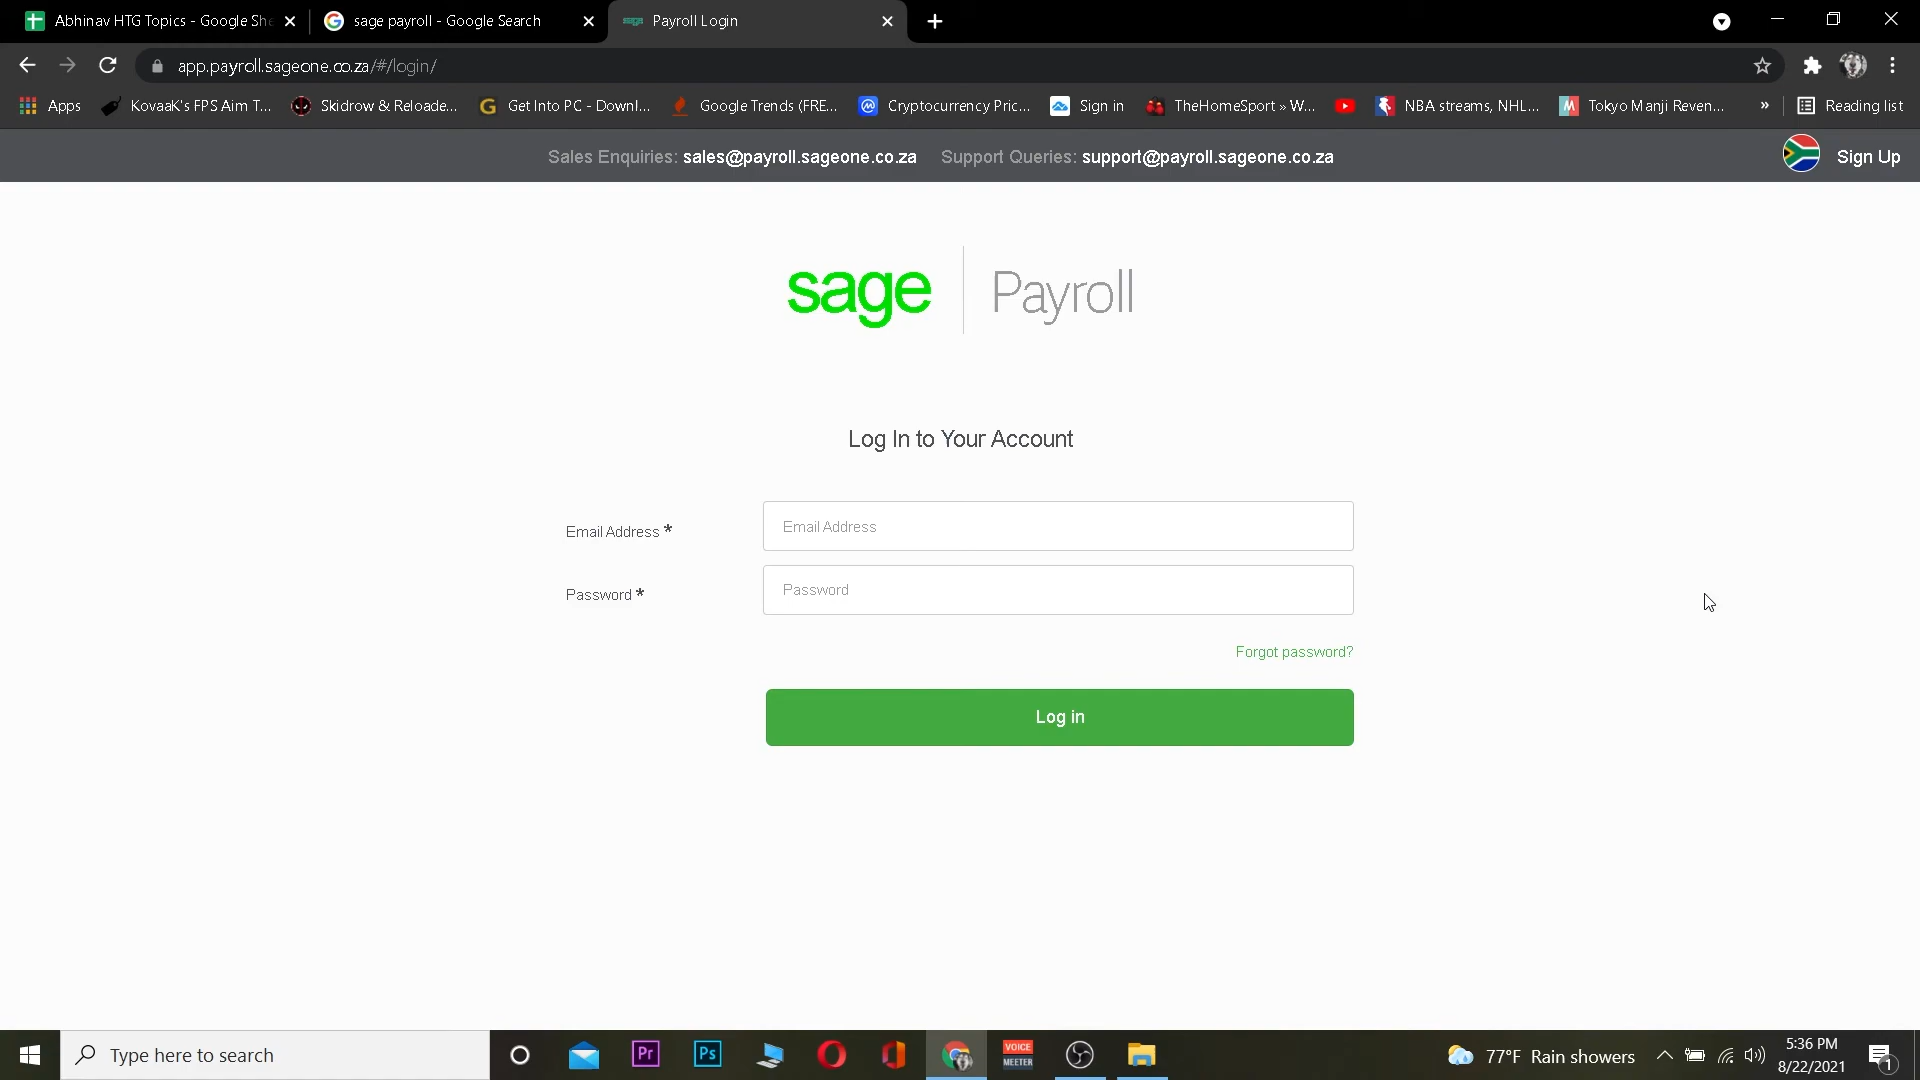 Abhinav HTG Topics - Google She
sage payroll - Google Search
sage
Payroll Login
app.payroll.sageone.co.za/#/login/
Apps
KovaaK's FPS Aim T...
Skidrow & Reloade...
Get Into PC - Downl...
Google Trends (FRE...
Cryptocurrency Pric...
Sign in
TheHomeSport » W...
NBA streams, NHL...
M
Tokyo Manji Reven...
»
Reading list
Sales Enquiries: sales@payroll.sageone.co.za
Support Queries: support@payroll.sageone.co.za
Sign Up
sage
Payroll
Log In to Your Account
Email Address *
Email Address
Password *
Password
Forgot password?
Log in
Type here to search
Pr
Ps
VOICE
MEETER
77°F Rain showers
5:36 PM
8/22/2021
1